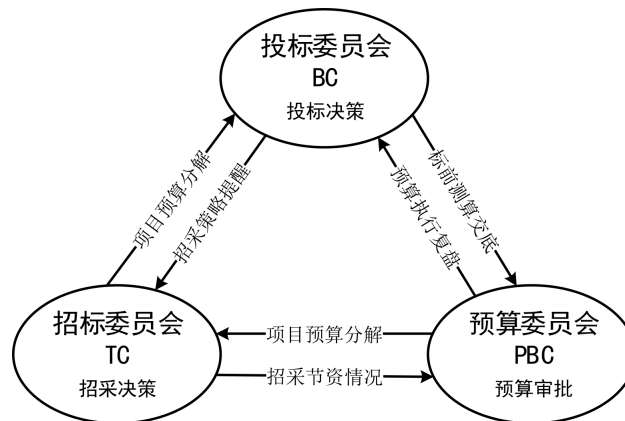 投标委员会
BC
投标决策
项目预算分解
招采策略提醒
预算执行复盘
标前测算交底
招标委员会
TC
招采决策
项目预算分解
招采节资情况
预算委员会
PBC
预算审批